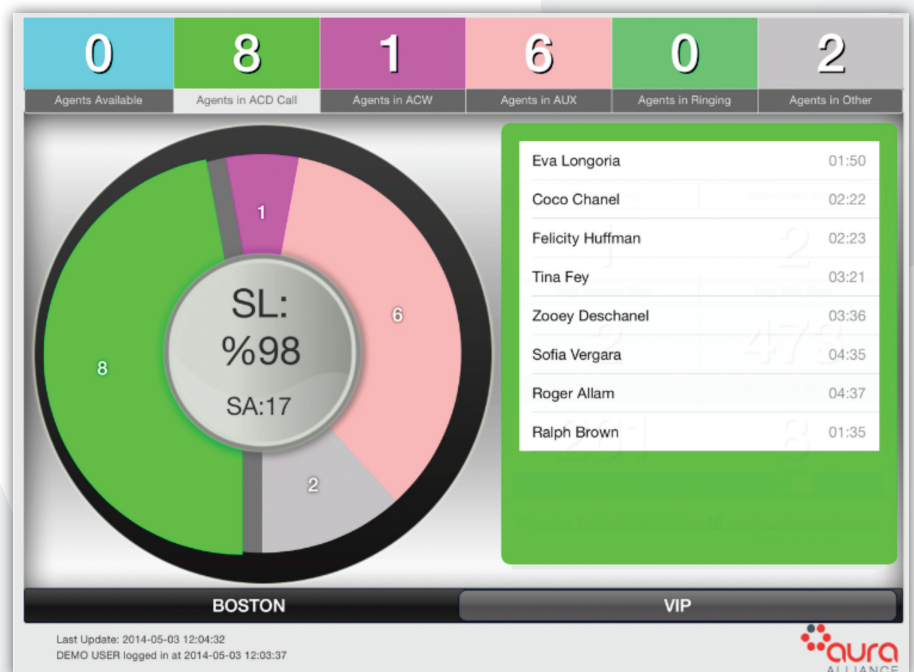 0 8 1 6 0 2
Agents Available Agents in ACD Call Agents in ACW Agents in AUX Agents in Ringing Agents in Other
1
6
8
2
SL:
%98
SA:17
Eva Longoria 01:50
Coco Chanel 02:22
Felicity Huffman 02:23
Tina Fey 03:21
Zooey Deschanel 03:36
Sofia Vergara 04:35
Roger Allam 04:37
Ralph Brown 01:35
BOSTON VIP
Last Update: 2014-05-03 12:04:32
DEMO USER logged in at 2014-05-03 12:03:37
aura
ALLIANCE